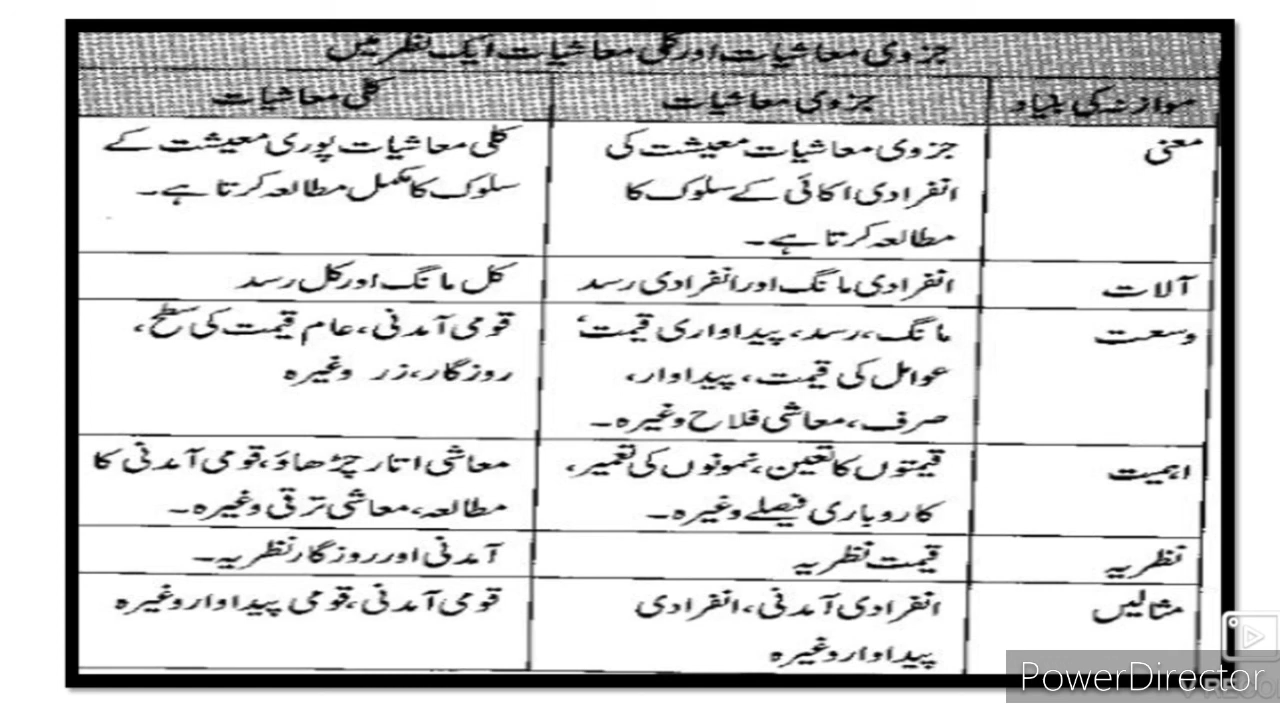 جزوی معاشیات اور کلی معاشیات ایک نظر میں
موازنہ کی بنیاد جزوی معاشیات کلی معاشیات
معنی جزوی معاشیات معیشت کی کلی معاشیات پوری معیشت کے
انفرادی اکائی کے سلوک کا سلوک کا مکمل مطالعہ کرتا ہے۔
مطالعہ کرتا ہے۔
آلات انفرادی مانگ اور انفرادی رسد کل مانگ اور کل رسد
وسعت مانگ، رسد، پیداواری قیمت، قومی آمدنی، عام قیمت کی سطح،
عوامل کی قیمت، پیداوار، روزگار، زر وغیرہ
صرف، معاشی فلاح وغیرہ۔
اہمیت قیمتوں کا تعین، نمونوں کی تعمیر، معاشی اتار چڑھاؤ، قومی آمدنی کا
کاروباری فیصلے وغیرہ۔ مطالعہ، معاشی ترقی وغیرہ۔
نظریہ قیمت نظریہ آمدنی اور روزگار نظریہ۔
مثالیں انفرادی آمدنی، انفرادی قومی آمدنی، قومی پیداوار وغیرہ
پیداوار وغیرہ
PowerDirector